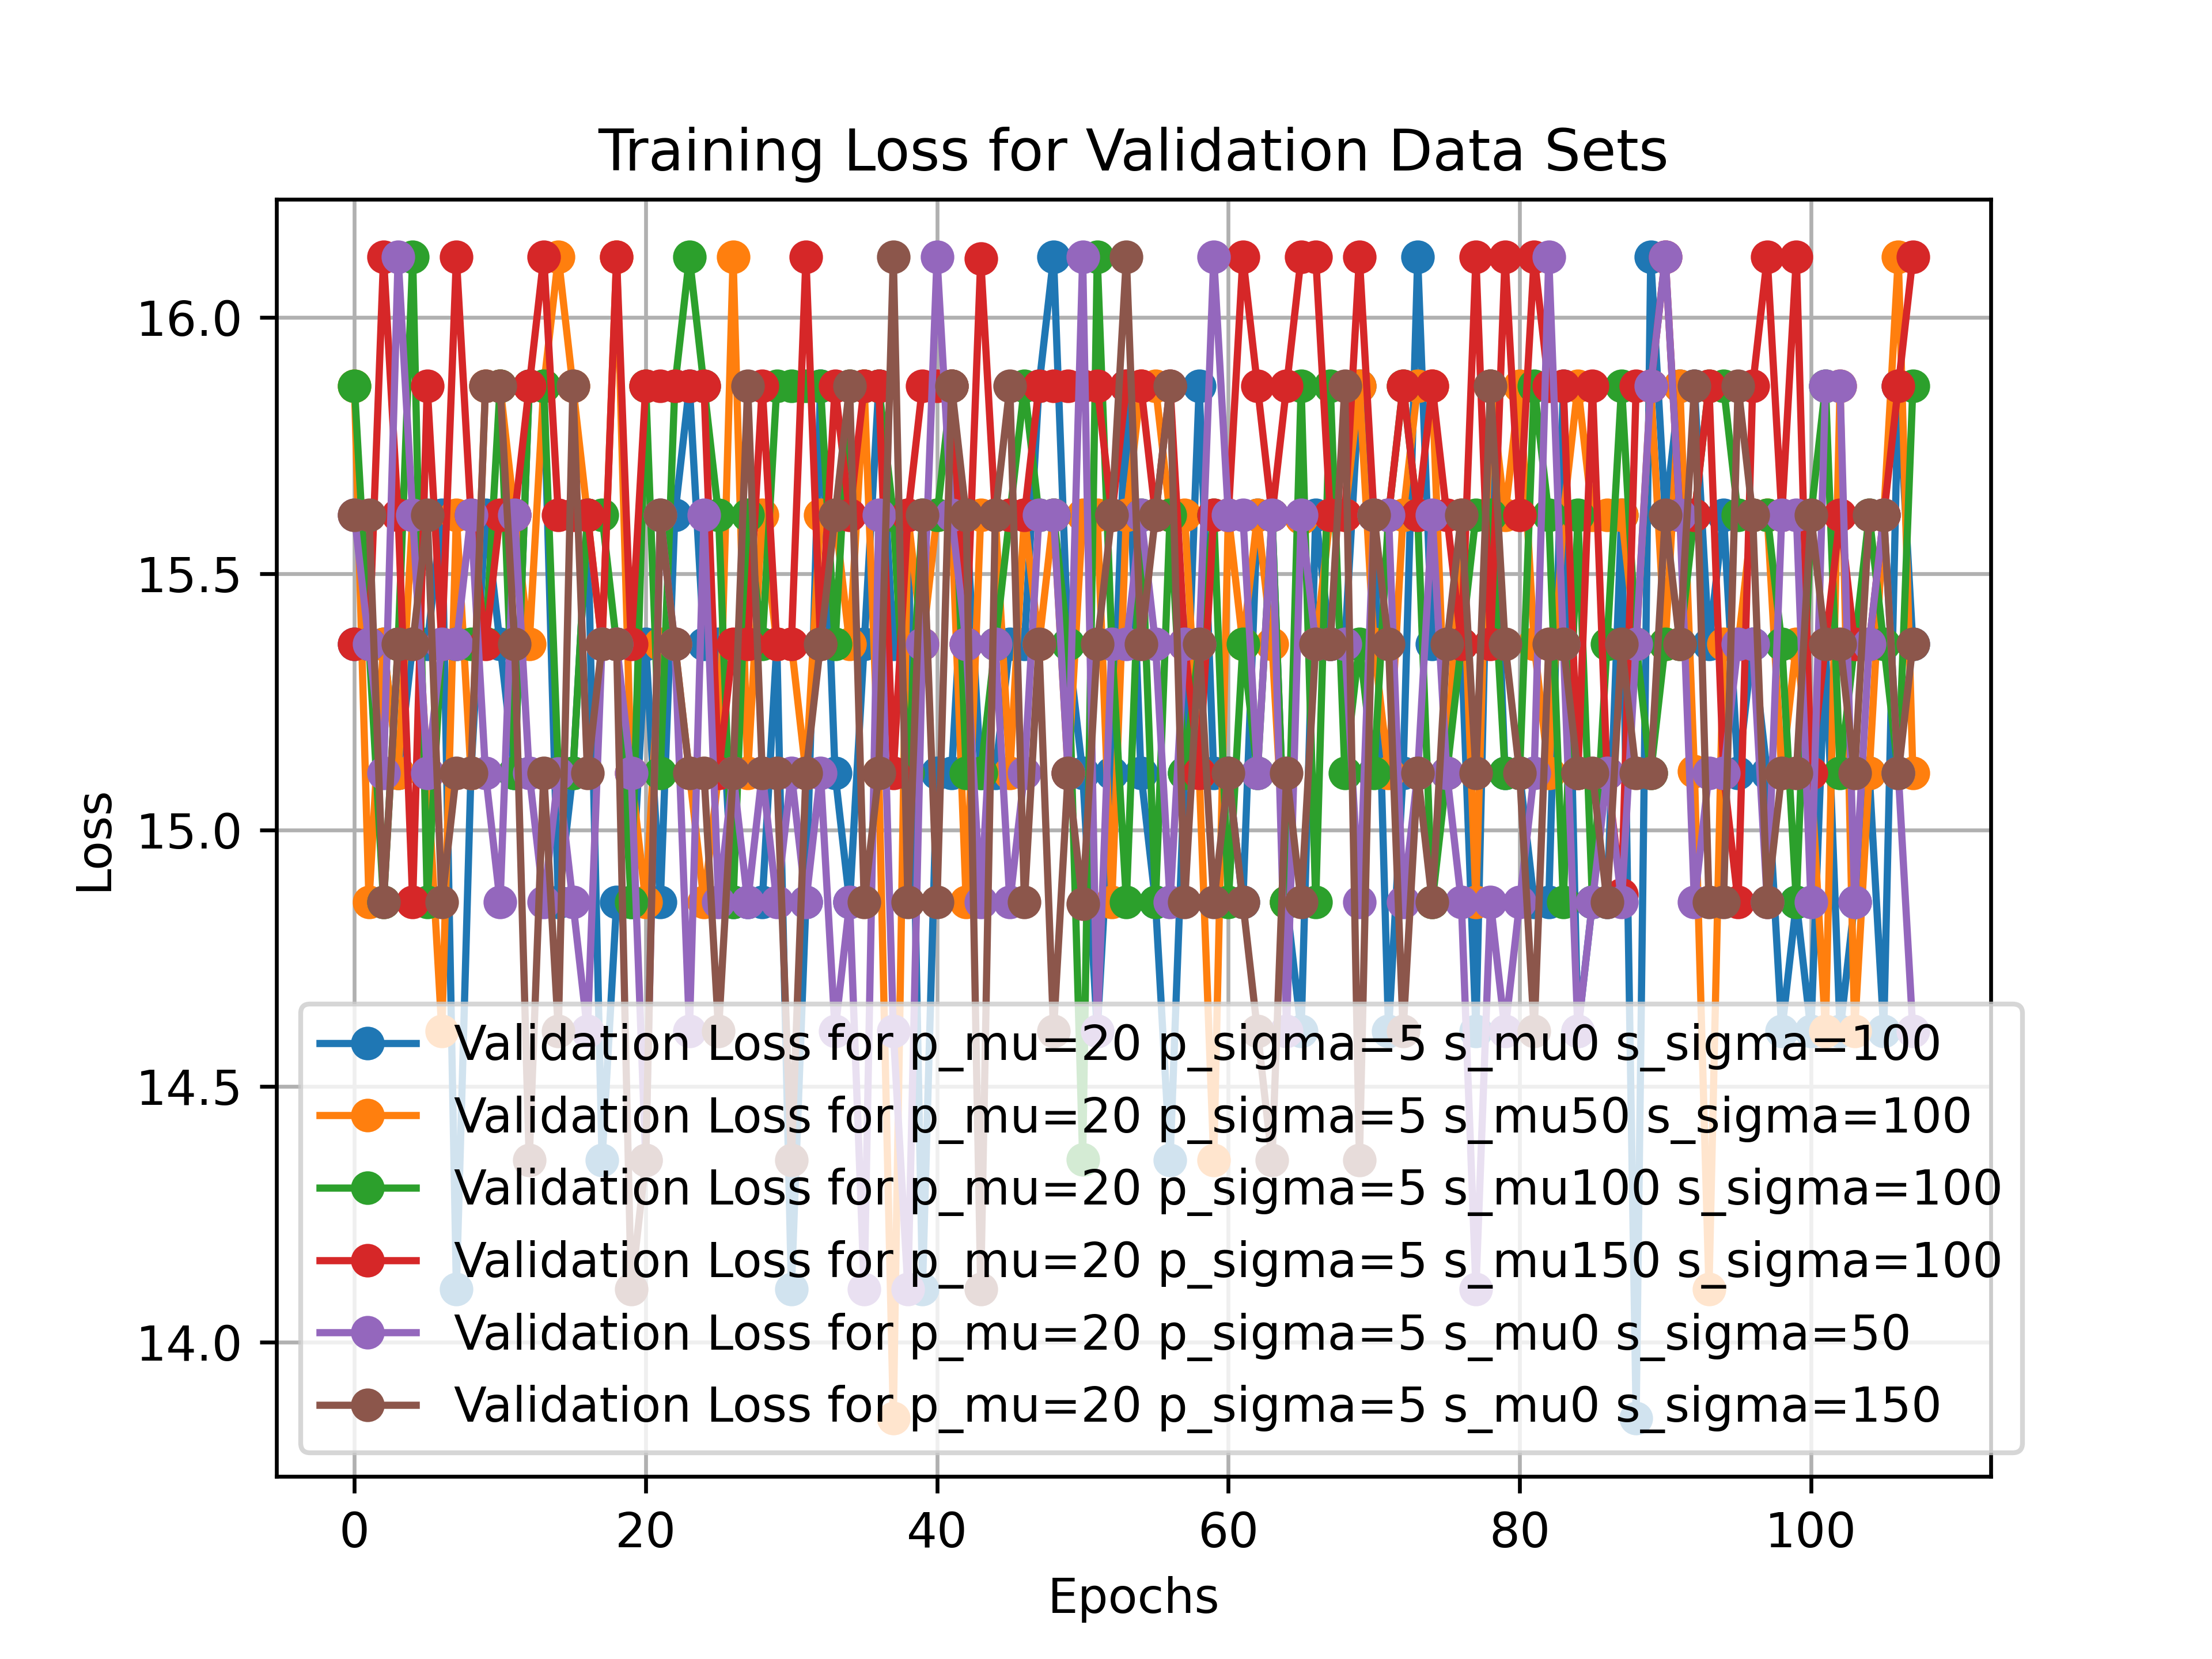 Training Loss for Validation Data Sets
Loss
16.0
15.5
15.0
14.5
14.0
Validation Loss for p_mu=20 p_sigma=5 s_mu0 s_sigma=100
Validation Loss for p_mu=20 p_sigma=5 s_mu50 s_sigma=100
Validation Loss for p_mu=20 p_sigma=5 s_mu100 s_sigma=100
Validation Loss for p_mu=20 p_sigma=5 s_mu150 s_sigma=100
Validation Loss for p_mu=20 p_sigma=5 s_mu0 s_sigma=50
Validation Loss for p_mu=20 p_sigma=5 s_mu0 s_sigma=150
0 20 40 60 80 100
Epochs